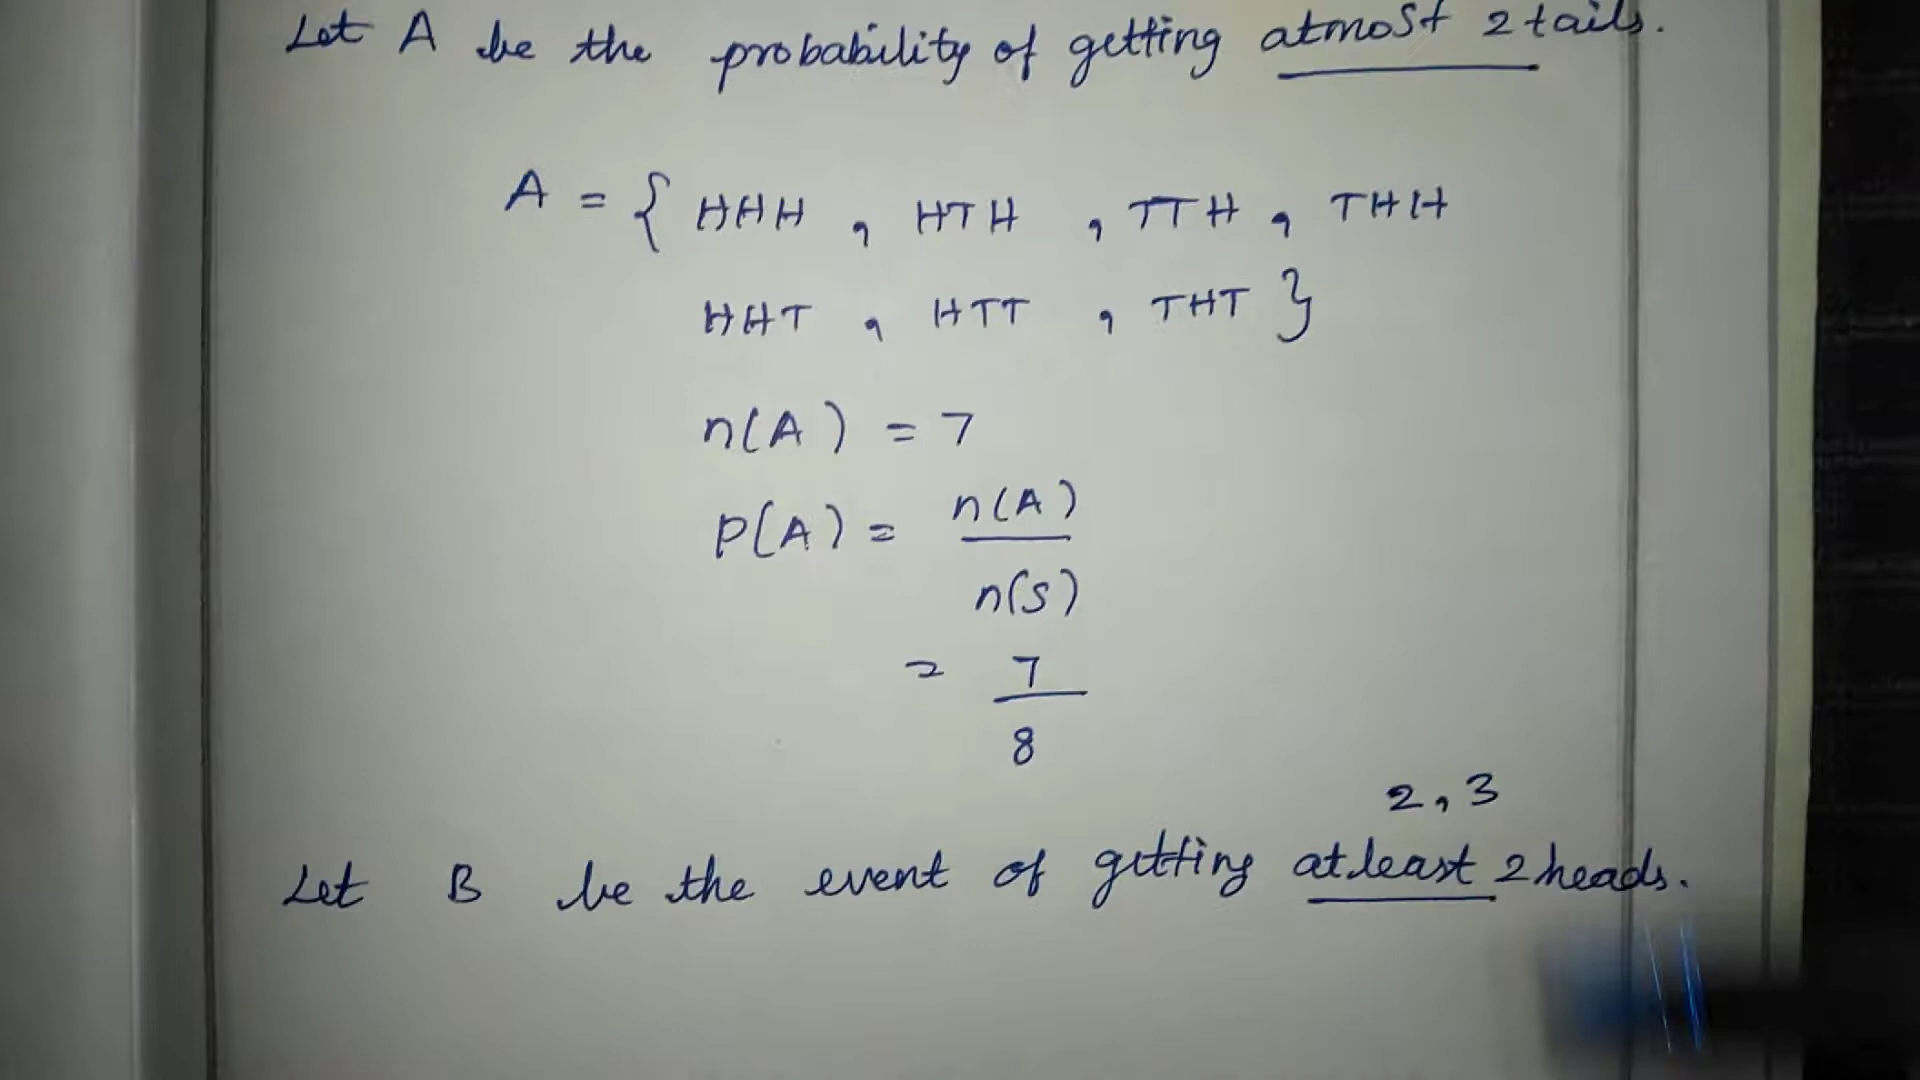 Let A be the probability of getting atmost 2 tails.
A = { HHH , HTH , TTH , THH
HHT , HTT , THT }
n(A) = 7
P(A) = n(A)
n(S)
= 7
8
2,3
Let B be the event of getting atleast 2 heads.